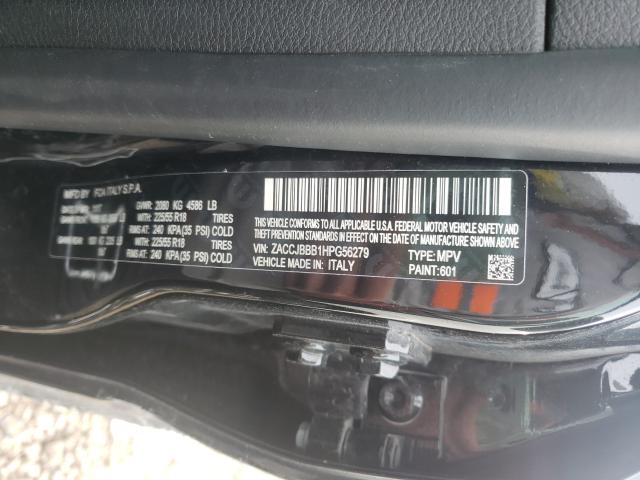 MFD BY FCA ITALY S.P.A.
GVWR: 2080 KG 4586 LB
WITH 225/55 R18 TIRES
RIMS AT: 240 KPA(35 PSI) COLD
WITH 225/55 R18 TIRES
RIMS AT: 240 KPA(35 PSI) COLD
THIS VEHICLE CONFORMS TO ALL APPLICABLE U.S.A. FEDERAL MOTOR VEHICLE SAFETY AND
THEFT PREVENTION STANDARDS IN EFFECT ON THE DATE OF MANUFACTURE SHOWN ABOVE.
VIN: ZACCJBBB1HPG56279 TYPE: MPV
VEHICLE MADE IN: ITALY PAINT:601